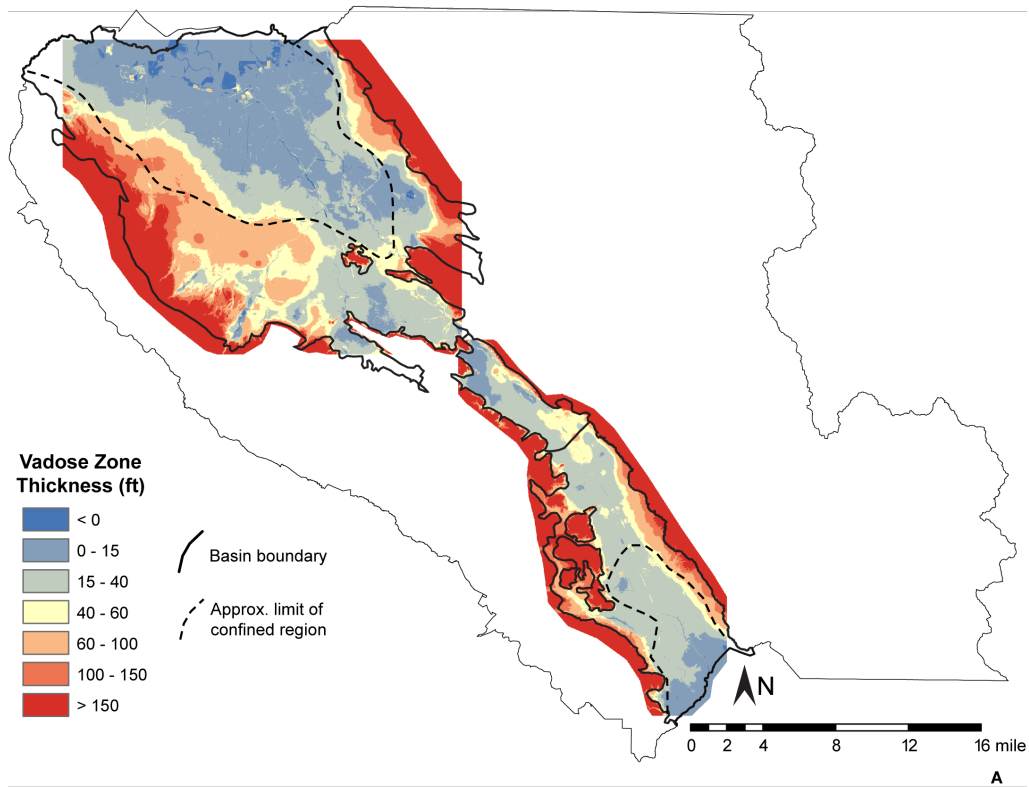 Vadose Zone
Thickness (ft)
< 0
0 - 15
15 - 40
40 - 60
60 - 100
100 - 150
> 150
Basin boundary
Approx. limit of
confined region
N
0 2 4 8 12 16 mile
A